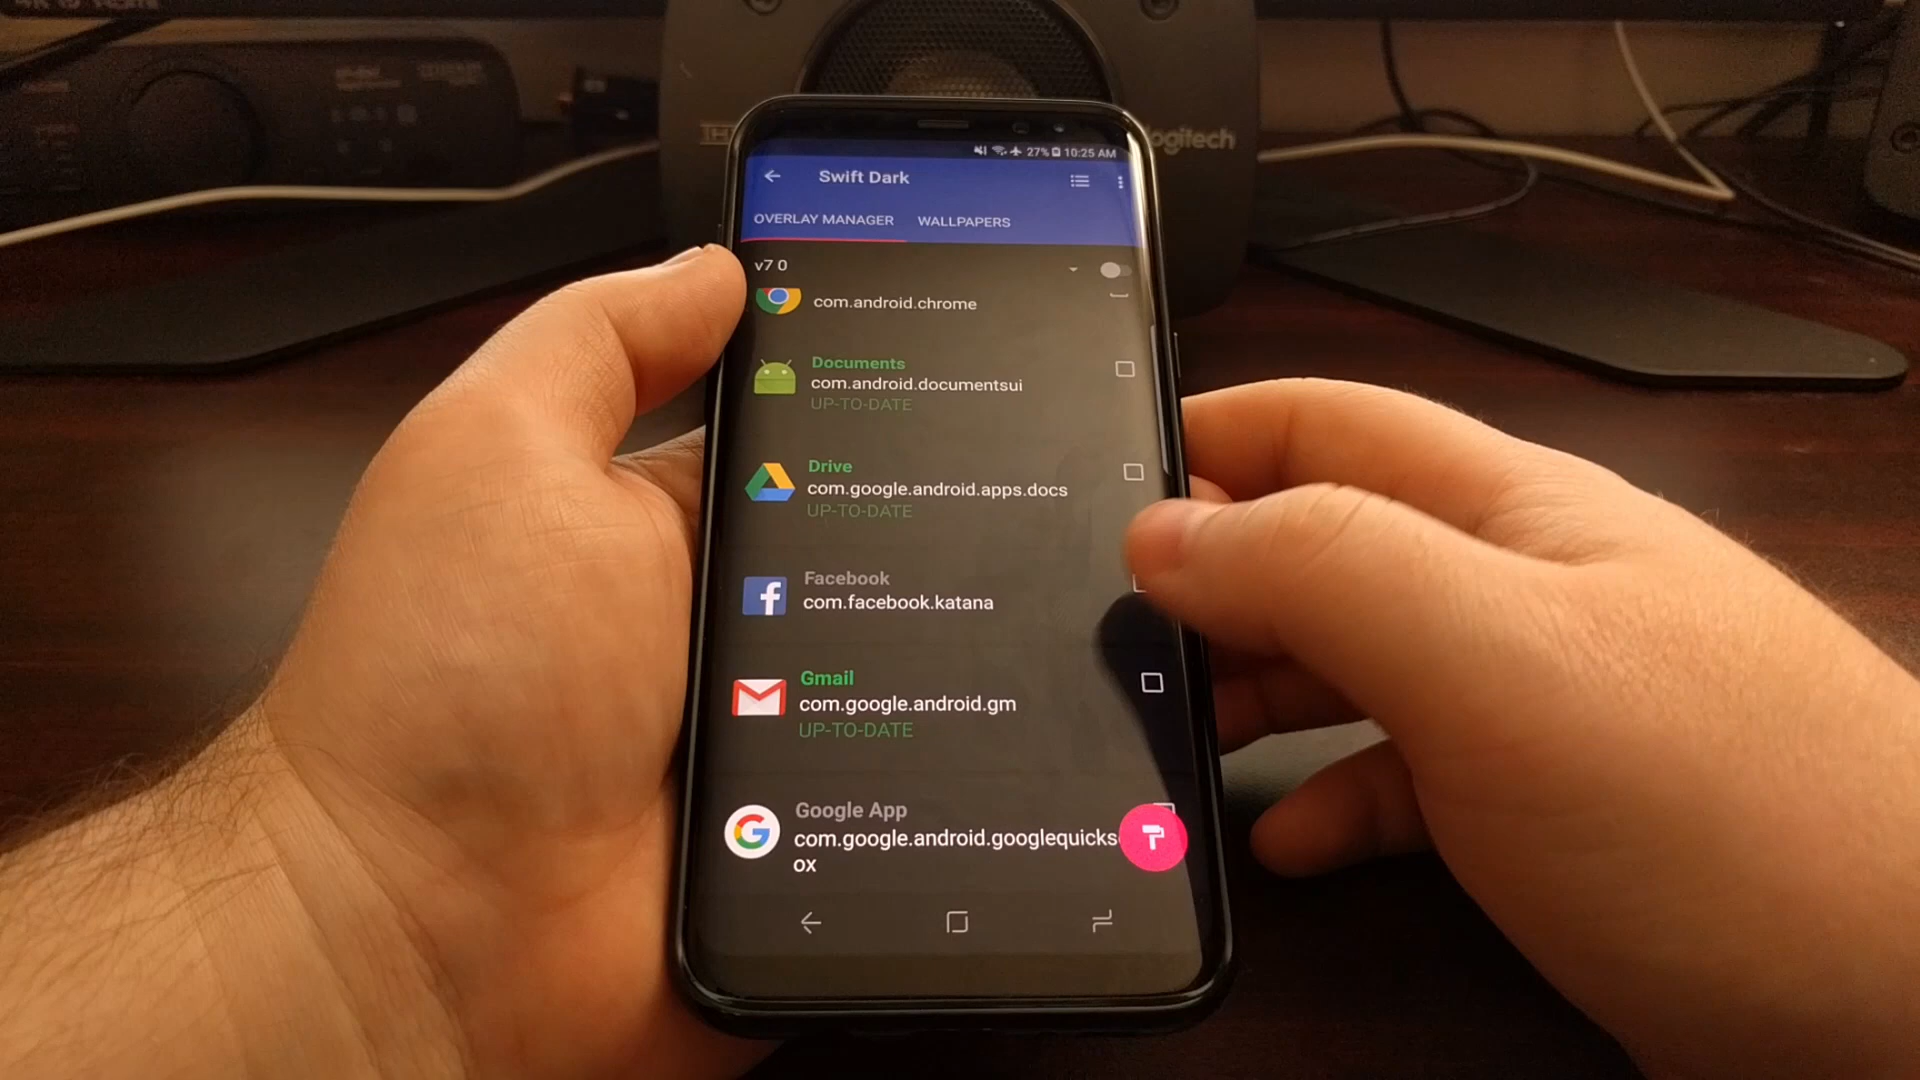 27% 10:25 AM
Swift Dark
OVERLAY MANAGER WALLPAPERS
v7 0
com.android.chrome
Documents
com.android.documentsui
UP-TO-DATE
Drive
com.google.android.apps.docs
UP-TO-DATE
Facebook
com.facebook.katana
Gmail
com.google.android.gm
UP-TO-DATE
Google App
com.google.android.googlequicks
ox
logitech